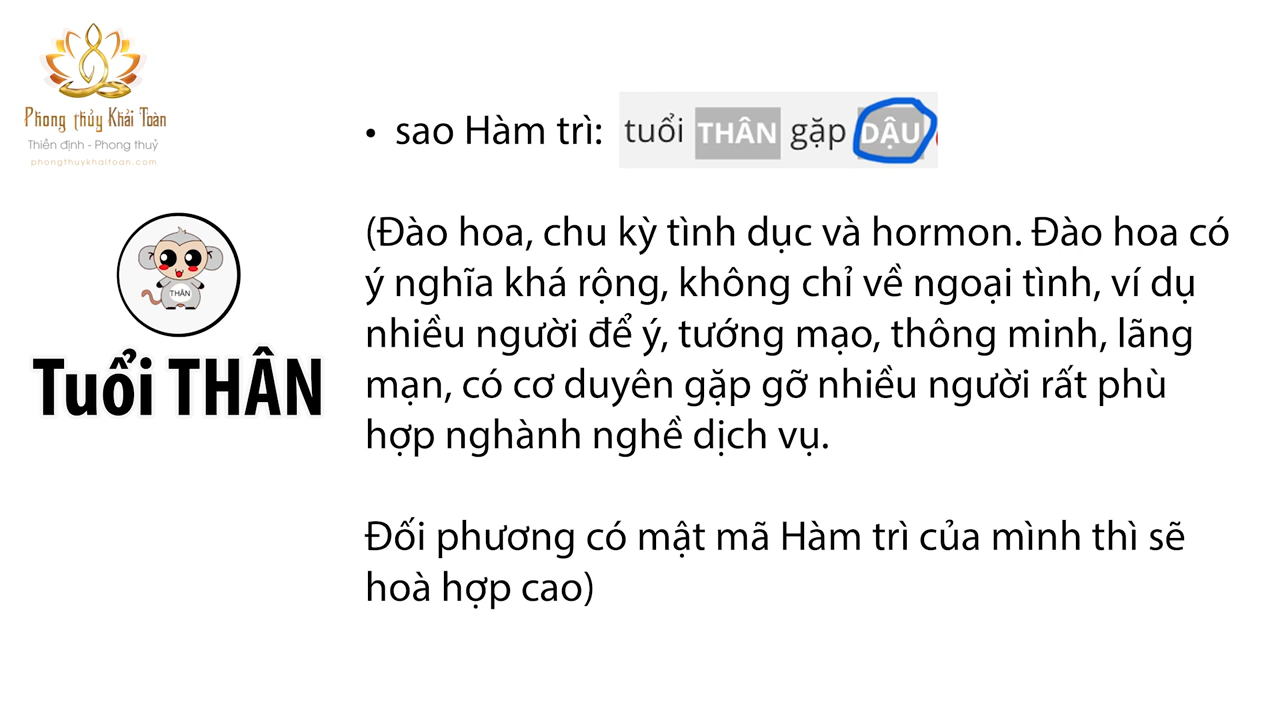 Phong thủy Khải Toàn
Thiền định - Phong thuỷ
phongthuykhaitoan.com
• sao Hàm trì: tuổi THÂN gặp DẬU
(Đào hoa, chu kỳ tình dục và hormon. Đào hoa có
ý nghĩa khá rộng, không chỉ về ngoại tình, ví dụ
nhiều người để ý, tướng mạo, thông minh, lãng
mạn, có cơ duyên gặp gỡ nhiều người rất phù
hợp nghành nghề dịch vụ.
Đối phương có mật mã Hàm trì của mình thì sẽ
hoà hợp cao)
THÂN
Tuổi THÂN